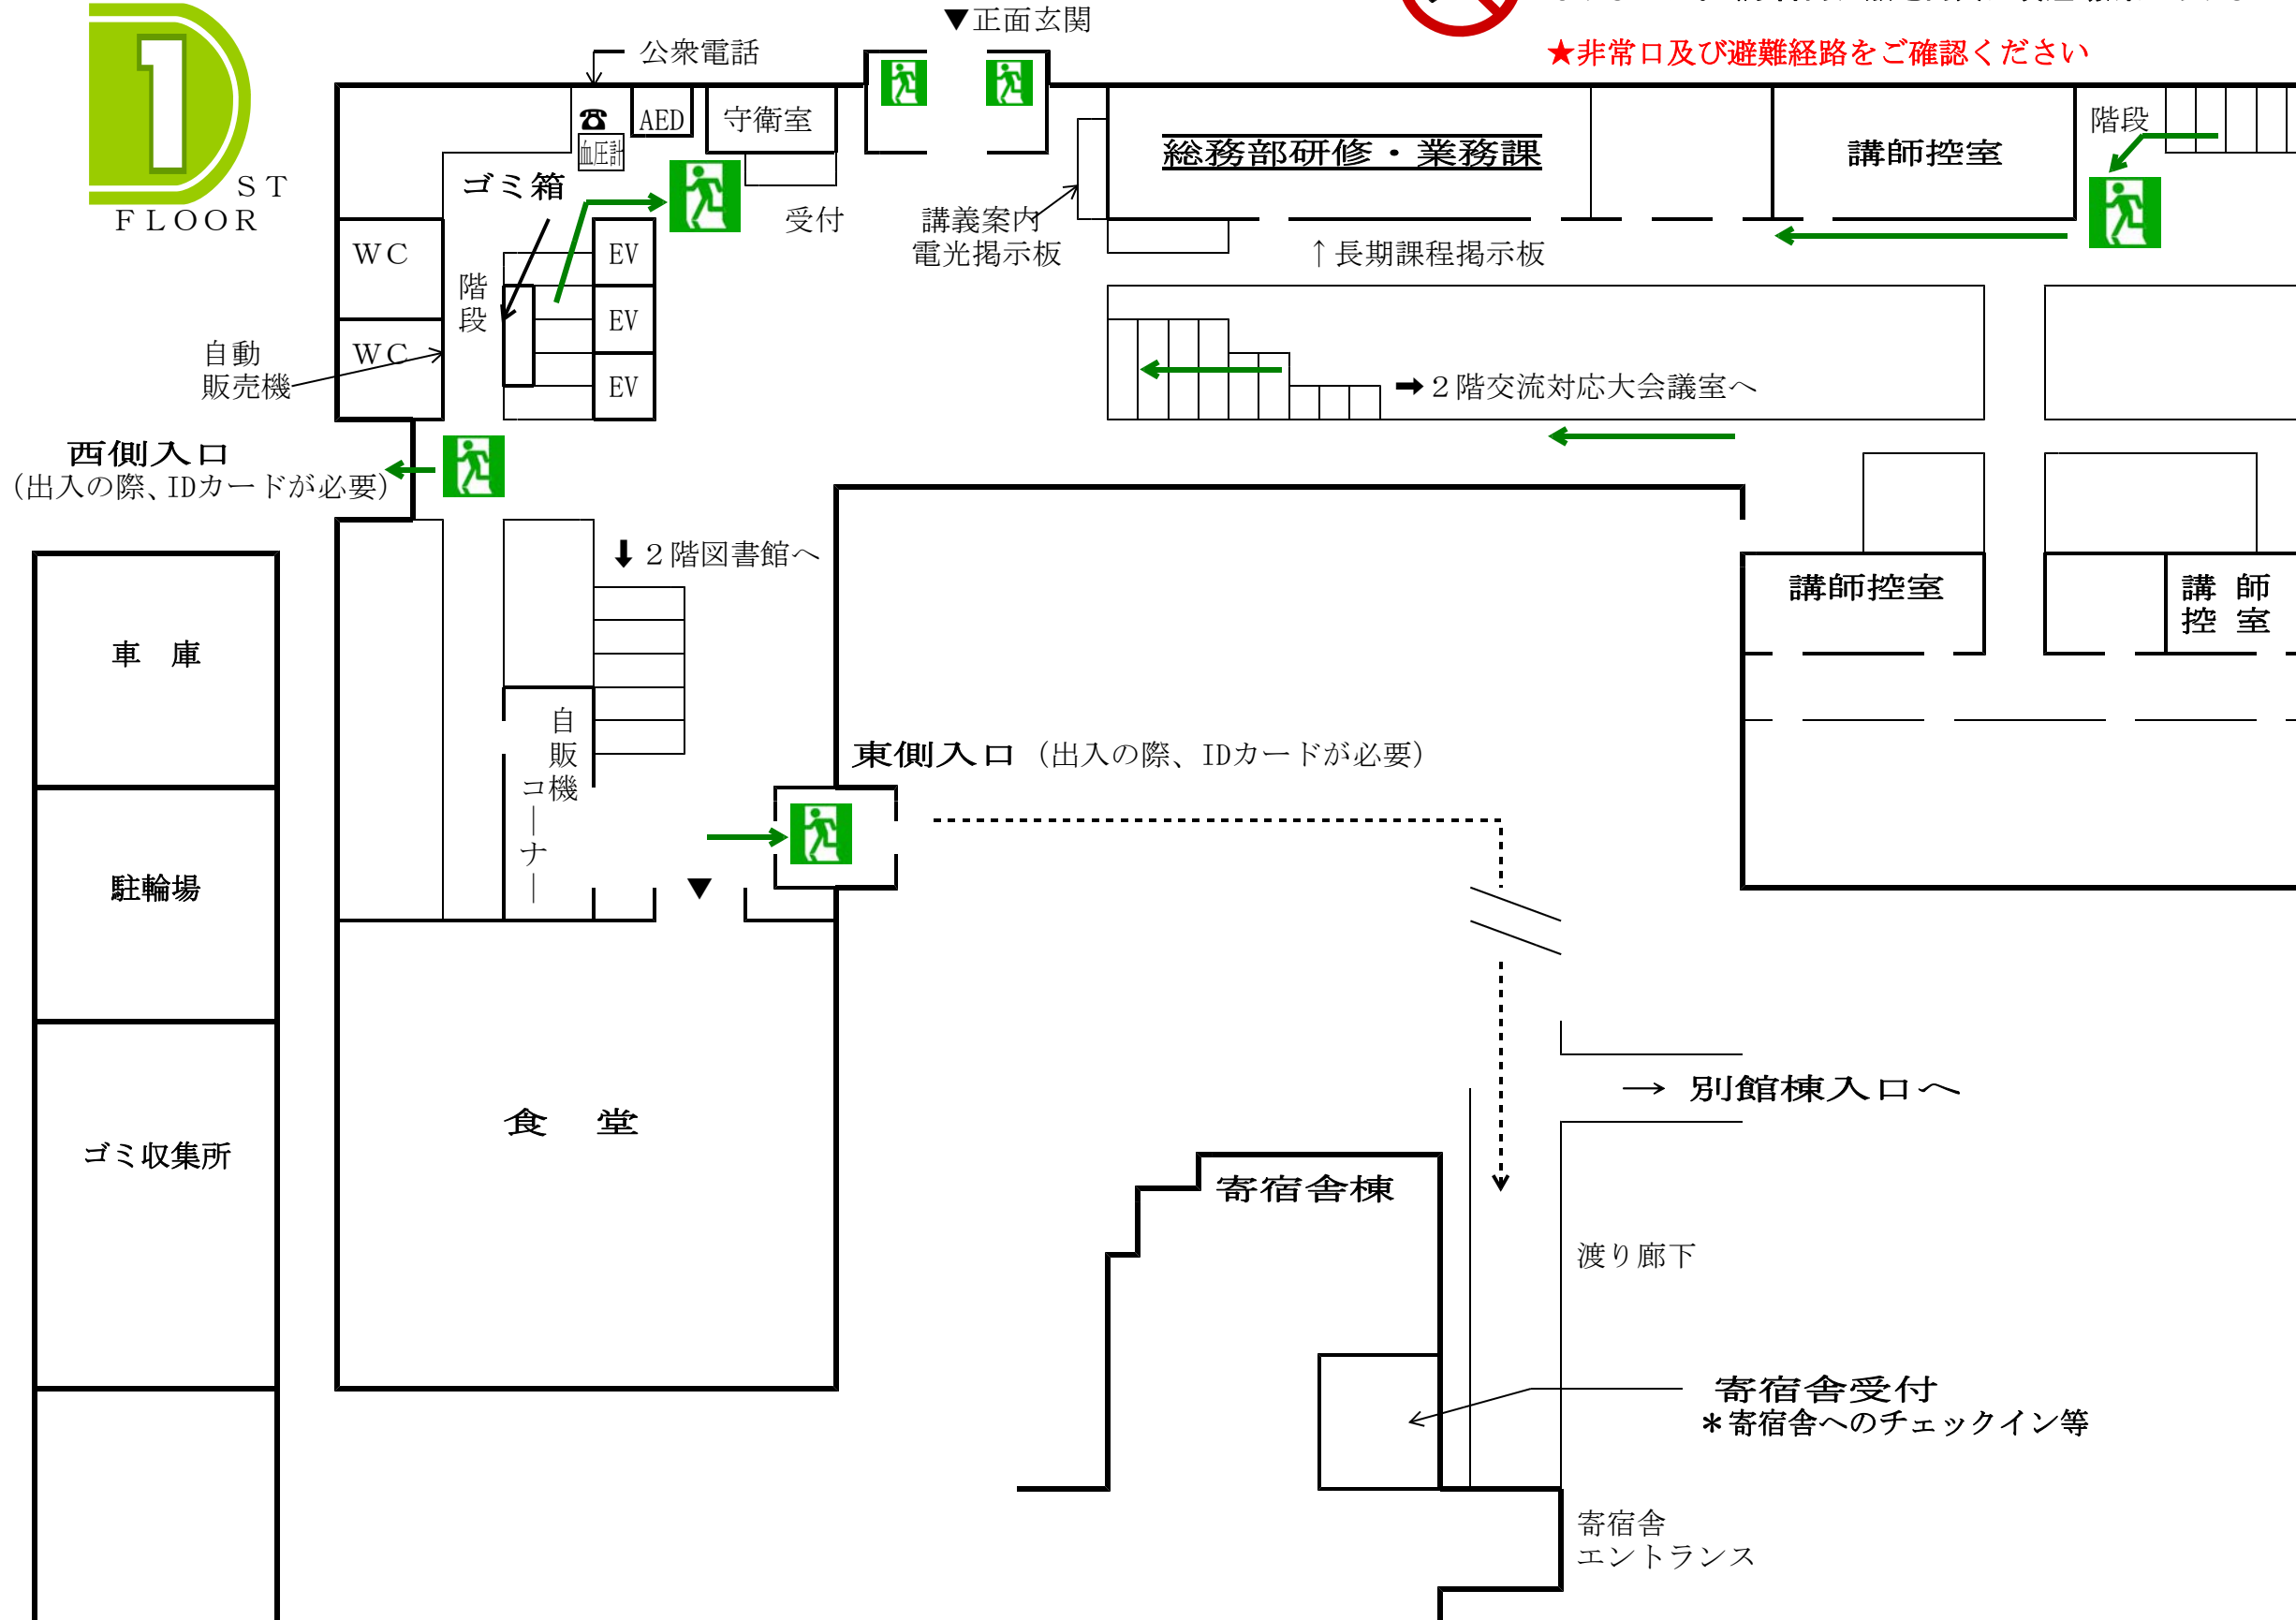 ▼正面玄関
公衆電話
★非常口及び避難経路をご確認ください
1
ST
FLOOR
☎
AED
守衛室
血圧計
総務部研修・業務課
講師控室
階段
ゴミ箱
受付
講義案内
電光掲示板
↑長期課程掲示板
WC
階段
EV
EV
EV
WC
自動
販売機
➡2階交流対応大会議室へ
西側入口
(出入の際、IDカードが必要)
⬇ 2階図書館へ
講師控室
講師
控室
車 庫
自販機
コーナー
東側入口(出入の際、IDカードが必要)
▼
駐輪場
→ 別館棟入口へ
食 堂
ゴミ収集所
寄宿舎棟
渡り廊下
寄宿舎受付
*寄宿舎へのチェックイン等
寄宿舎
エントランス